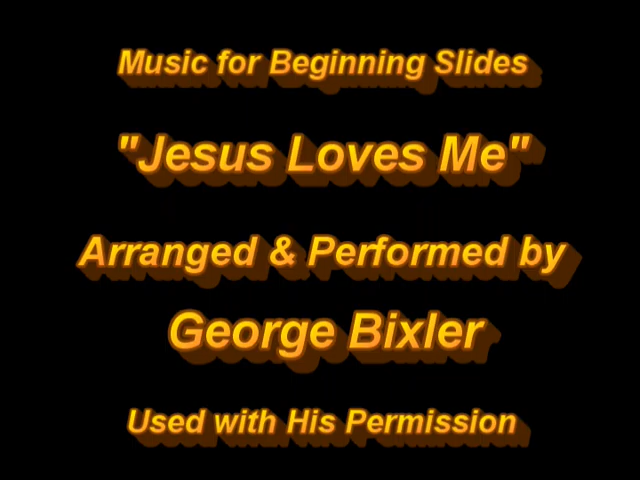 Music for Beginning Slides
"Jesus Loves Me"
Arranged & Performed by
George Bixler
Used with His Permission